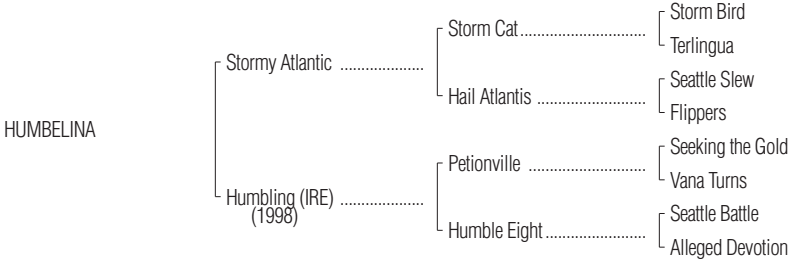 Storm Bird
Storm Cat..............................
Terlingua
Stormy Atlantic ....................
Seattle Slew
Hail Atlantis ..........................
Flippers
HUMBELINA
Seeking the Gold
Petionville ............................
Vana Turns
Humbling (IRE) ....................
(1998)
Seattle Battle
Humble Eight........................
Alleged Devotion